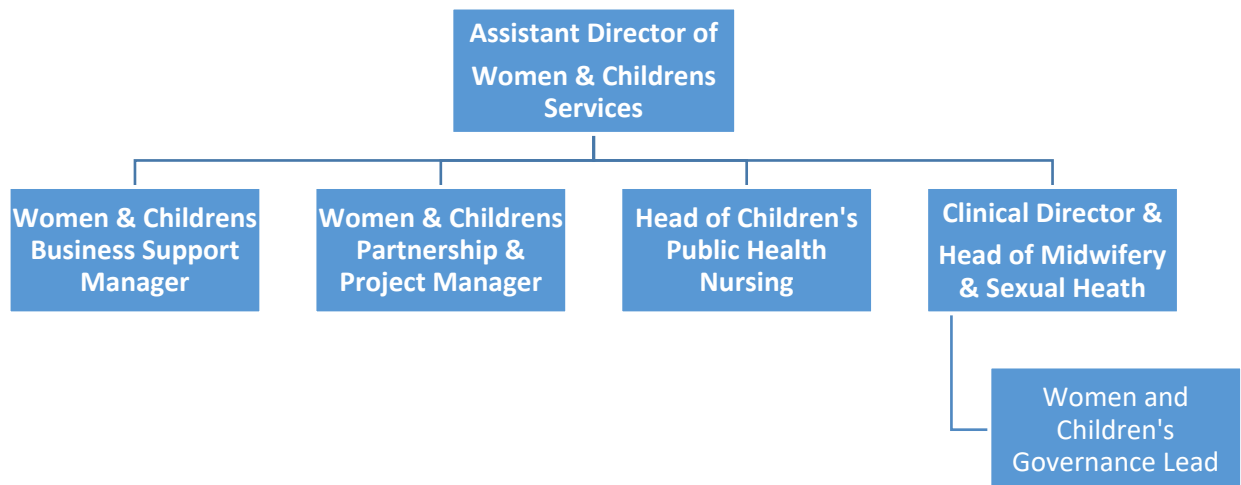 Assistant Director of
Women & Childrens
Services
Women & Childrens
Business Support
Manager
Women & Childrens
Partnership &
Project Manager
Head of Children's
Public Health
Nursing
Clinical Director &
Head of Midwifery
& Sexual Heath
Women and
Children's
Governance Lead